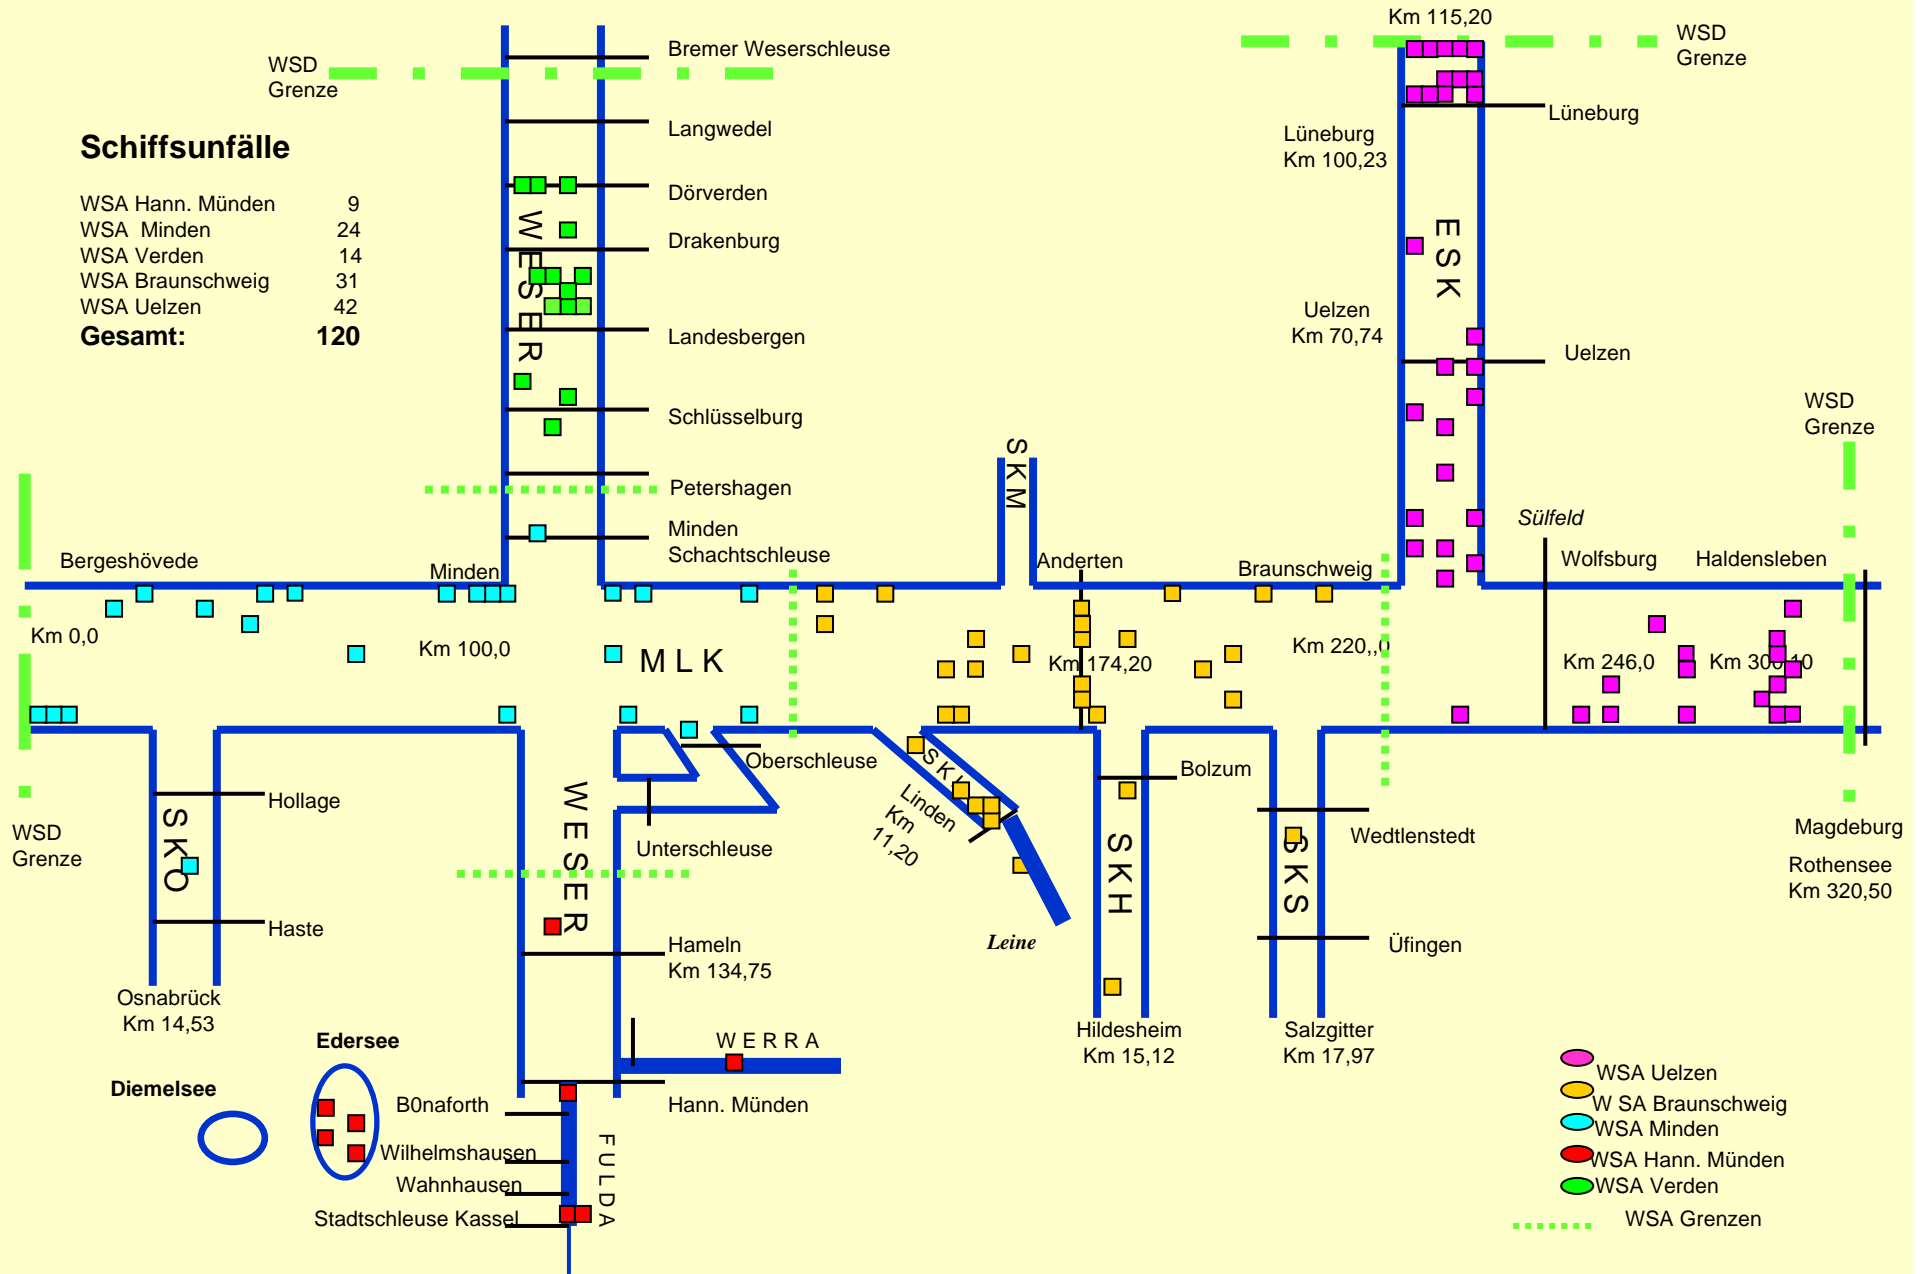 Km 115,20
WSD
Grenze
Bremer Weserschleuse
WSD
Grenze
Langwedel
Lüneburg
Lüneburg
Km 100,23
Schiffsunfälle
WSA Hann. Münden 9
WSA Minden 24
WSA Verden 14
WSA Braunschweig 31
WSA Uelzen 42
Gesamt: 120
Dörverden
Drakenburg
WESER
ESK
Uelzen
Km 70,74
Landesbergen
Uelzen
Schlüsselburg
WSD
Grenze
SKM
Petershagen
Minden
Schachtschleuse
Sülfeld
Bergeshövede
Minden
Anderten
Braunschweig
Wolfsburg
Haldensleben
Km 0,0
Km 100,0
MLK
Km 174,20
Km 220,,0
Km 246,0
Km 300,10
Oberschleuse
SKL
Bolzum
Hollage
SKO
WESER
Linden
Km
11,20
WSD
Grenze
Unterschleuse
SKH
SKS
Wedtlenstedt
Magdeburg
Rothensee
Km 320,50
Haste
Hameln
Km 134,75
Leine
Üfingen
Osnabrück
Km 14,53
Edersee
WERRA
Hildesheim
Km 15,12
Salzgitter
Km 17,97
Diemelsee
B0naforth
Hann. Münden
Wilhelmshausen
FULDA
Wahnhausen
Stadtschleuse Kassel
WSA Uelzen
W SA Braunschweig
WSA Minden
WSA Hann. Münden
WSA Verden
WSA Grenzen